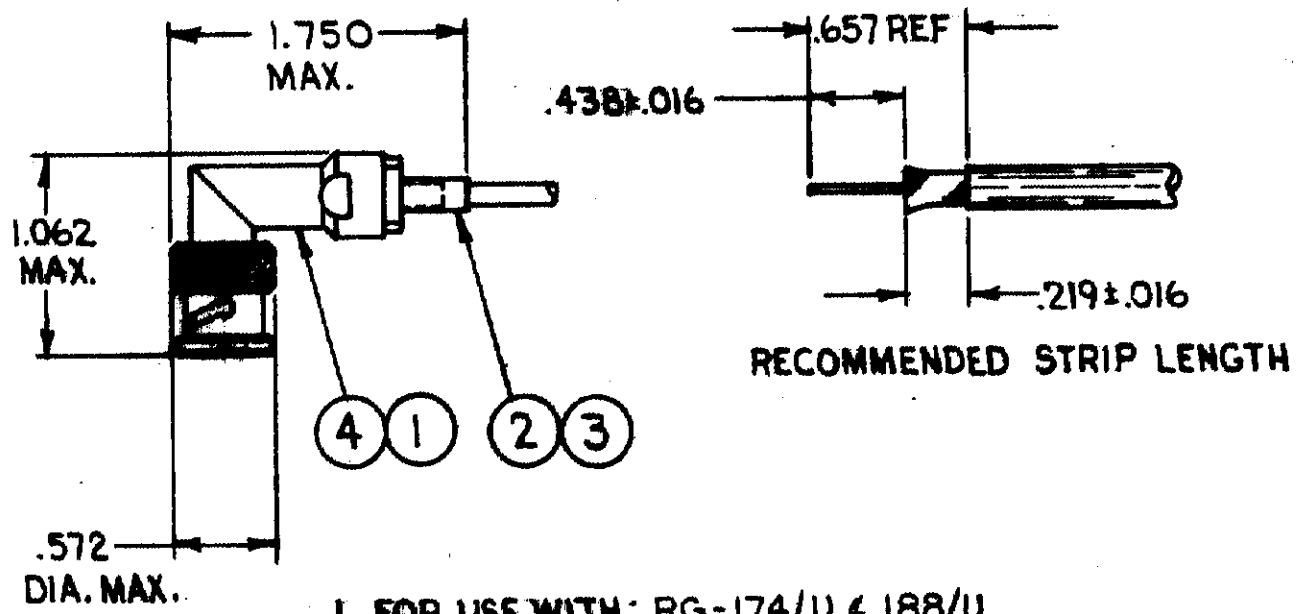 1.750
MAX.
.657 REF
.438±.016
1.062
MAX.
.219±.016
RECOMMENDED STRIP LENGTH
4 1 2 3
.572
DIA. MAX.
1. FOR USE WITH: RG-174/U & 188/U